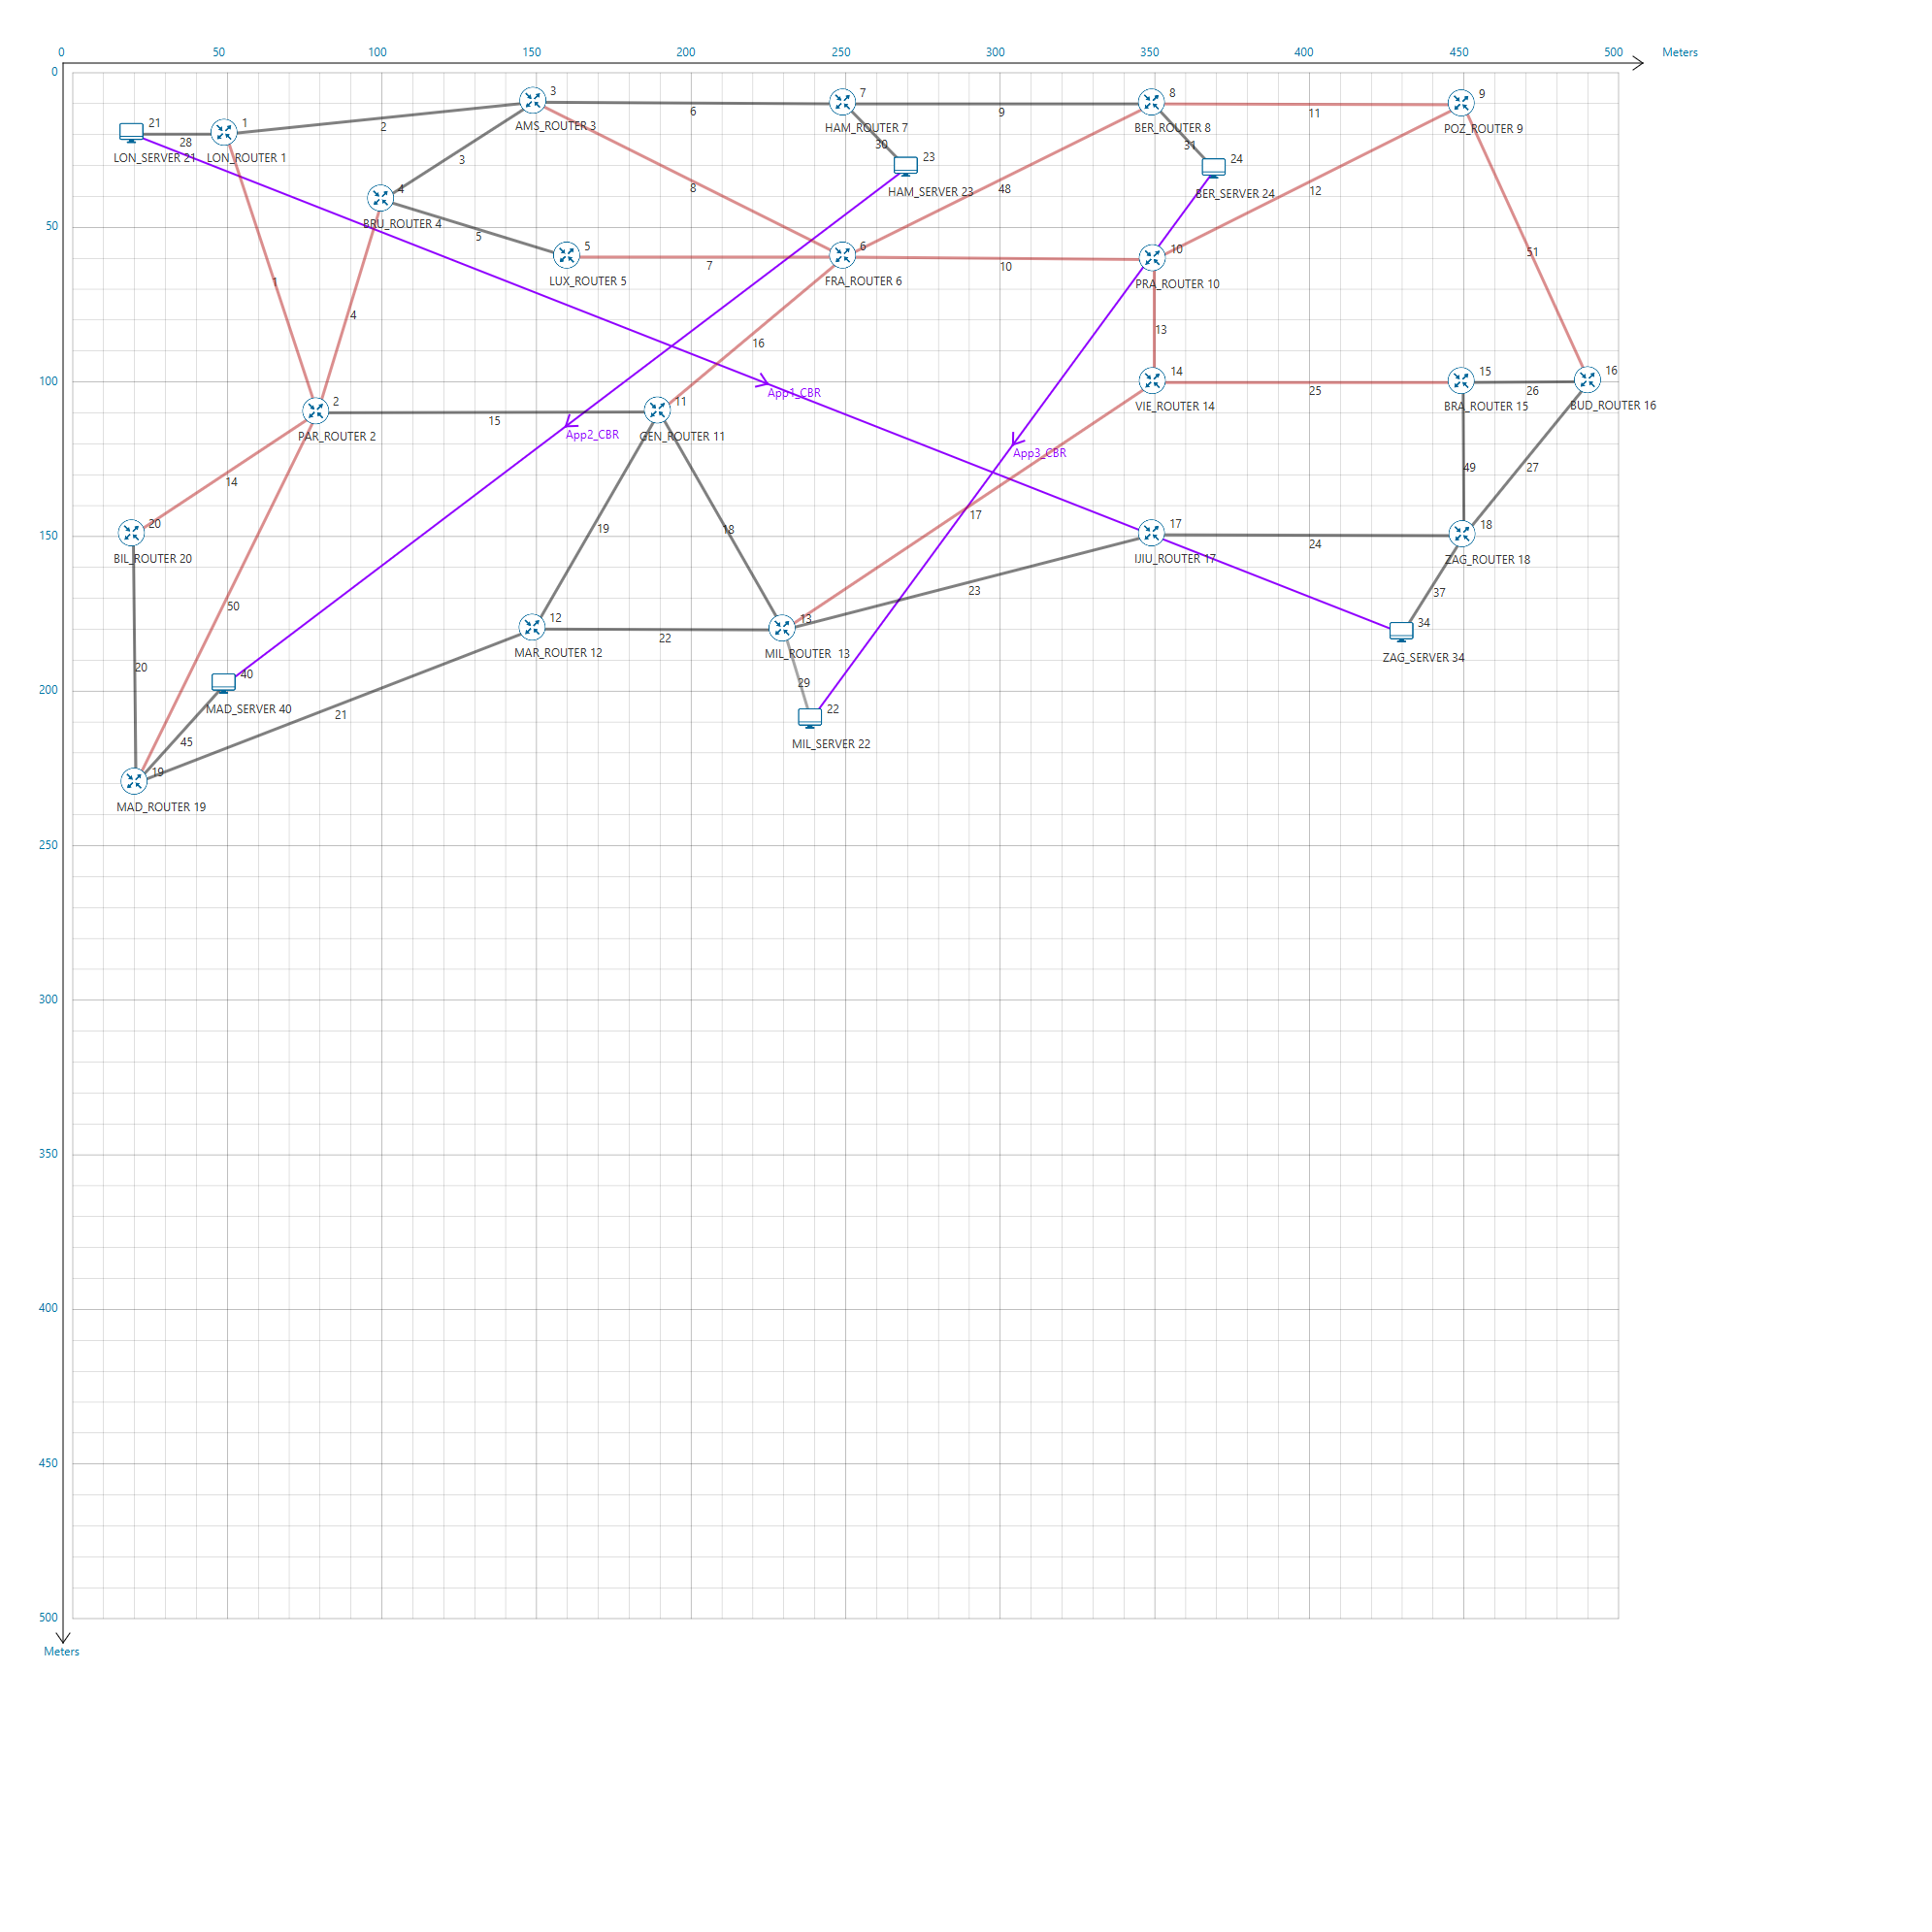 0 50 100 150 200 250 300 350 400 450 500 Meters
0
3 7 8 9
6 9 11
21 1 AMS_ROUTER 3 HAM_ROUTER 7 BER_ROUTER 8 POZ_ROUTER 9
28 2 30 31
LON_SERVER 21 LON_ROUTER 1 3 23 24
4 8 HAM_SERVER 23 48 BER_SERVER 24 12
BRU_ROUTER 4
50
5 5 6 10 51
7 10
LUX_ROUTER 5 FRA_ROUTER 6 PRA_ROUTER 10
1
4 13
16
14 15 16
100
App1_CBR 25 26
2 11 VIE_ROUTER 14 BRA_ROUTER 15 BUD_ROUTER 16
15
PAR_ROUTER 2 App2_CBR GEN_ROUTER 11
App3_CBR
49 27
14
17
20 19 18 17 18
150
24
BIL_ROUTER 20 IJIU_ROUTER 17 ZAG_ROUTER 18
23 37
50
12 13 34
22
MAR_ROUTER 12 MIL_ROUTER 13 ZAG_SERVER 34
20
40 29
200
MAD_SERVER 40 21 22
45 MIL_SERVER 22
19
MAD_ROUTER 19
250
300
350
400
450
500
Meters